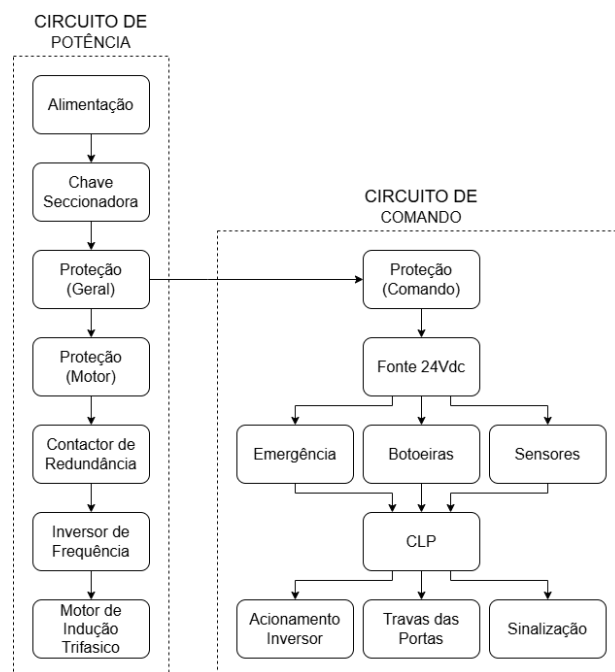 CIRCUITO DE
POTÊNCIA
Alimentação
Chave
Seccionadora
Proteção
(Geral)
Proteção
(Motor)
Contactor de
Redundância
Inversor de
Frequência
Motor de
Indução
Trifasico
CIRCUITO DE
COMANDO
Proteção
(Comando)
Fonte 24Vdc
Emergência
Botoeiras
Sensores
CLP
Acionamento
Inversor
Travas das
Portas
Sinalização